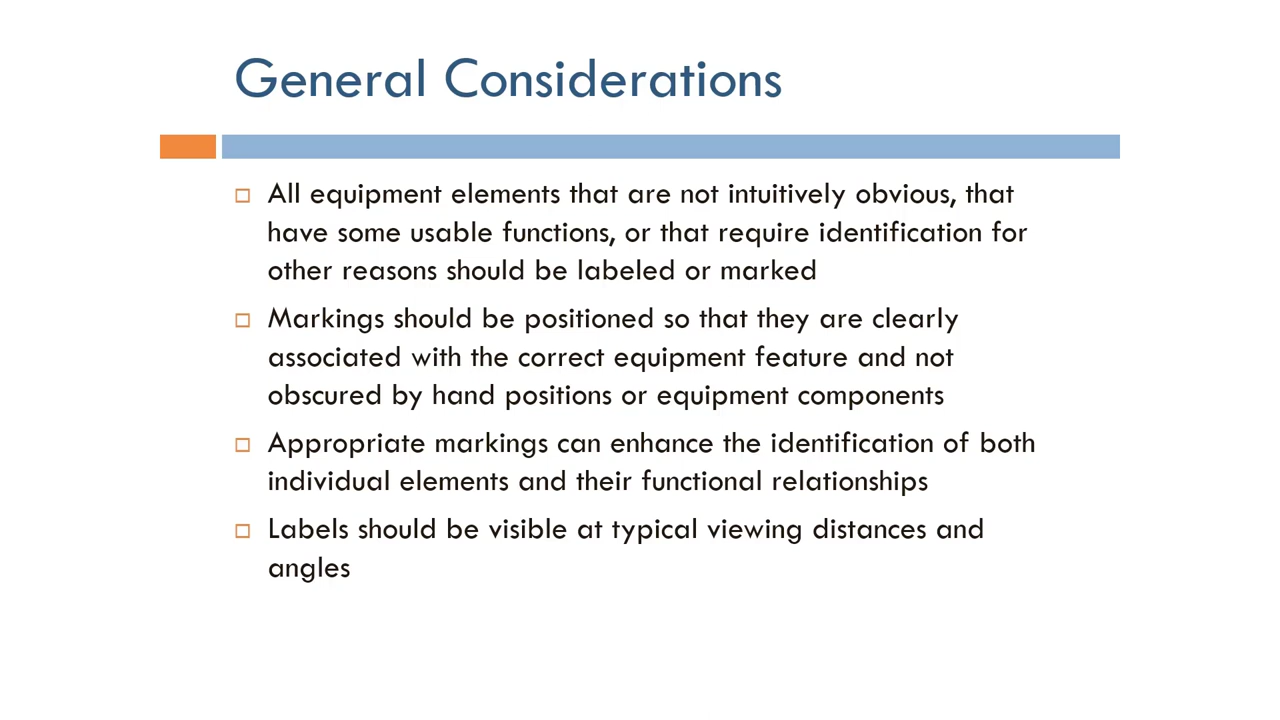 General Considerations
All equipment elements that are not intuitively obvious, that
have some usable functions, or that require identification for
other reasons should be labeled or marked
Markings should be positioned so that they are clearly
associated with the correct equipment feature and not
obscured by hand positions or equipment components
Appropriate markings can enhance the identification of both
individual elements and their functional relationships
Labels should be visible at typical viewing distances and
angles